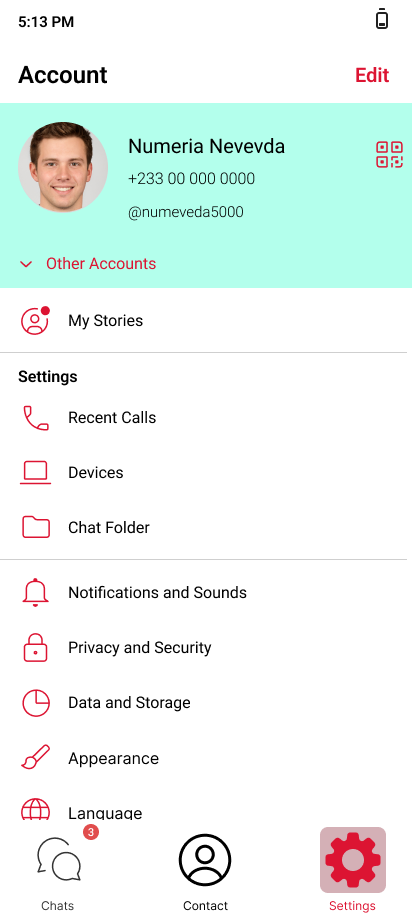 5:13 PM
Account
Edit
Numeria Nevevda
+233 00 000 0000
@numeveda5000
Other Accounts
My Stories
Settings
Recent Calls
Devices
Chat Folder
Notifications and Sounds
Privacy and Security
Data and Storage
Appearance
Language
3
Chats
Contact
Settings